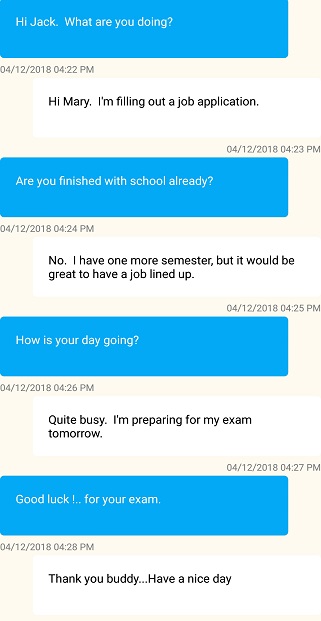 Hi Jack.  What are you doing?
04/12/2018 04:22 PM
Hi Mary.  I'm filling out a job application.
04/12/2018 04:23 PM
Are you finished with school already?
04/12/2018 04:24 PM
No.  I have one more semester, but it would be
great to have a job lined up.
04/12/2018 04:25 PM
How is your day going?
04/12/2018 04:26 PM
Quite busy.  I'm preparing for my exam
tomorrow.
04/12/2018 04:27 PM
Good luck !.. for your exam.
04/12/2018 04:28 PM
Thank you buddy...Have a nice day